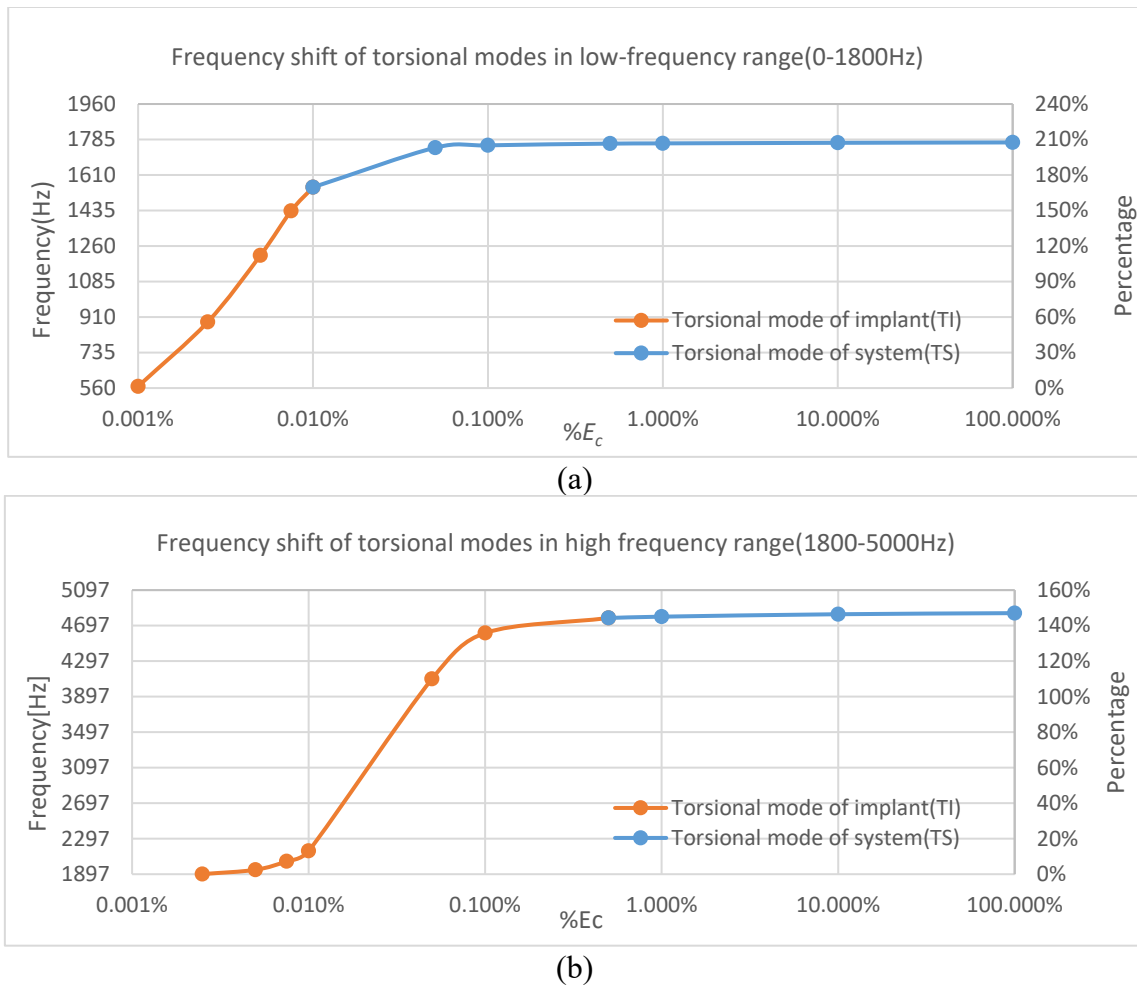 Frequency shift of torsional modes in low-frequency range(0-1800Hz)
1960 240%
1785 210%
1610 180%
1435 150%
1260 120%
1085 90%
910 60%
735 30%
560 0%
Frequency(Hz)
Percentage
Torsional mode of implant(TI)
Torsional mode of system(TS)
0.001% 0.010% 0.100% 1.000% 10.000% 100.000%
%Ec
(a)
Frequency shift of torsional modes in high frequency range(1800-5000Hz)
5097 160%
4697 140%
4297 120%
3897 100%
3497 80%
3097 60%
2697 40%
2297 20%
1897 0%
Frequency[Hz]
Percentage
Torsional mode of implant(TI)
Torsional mode of system(TS)
0.001% 0.010% 0.100% 1.000% 10.000% 100.000%
%Ec
(b)